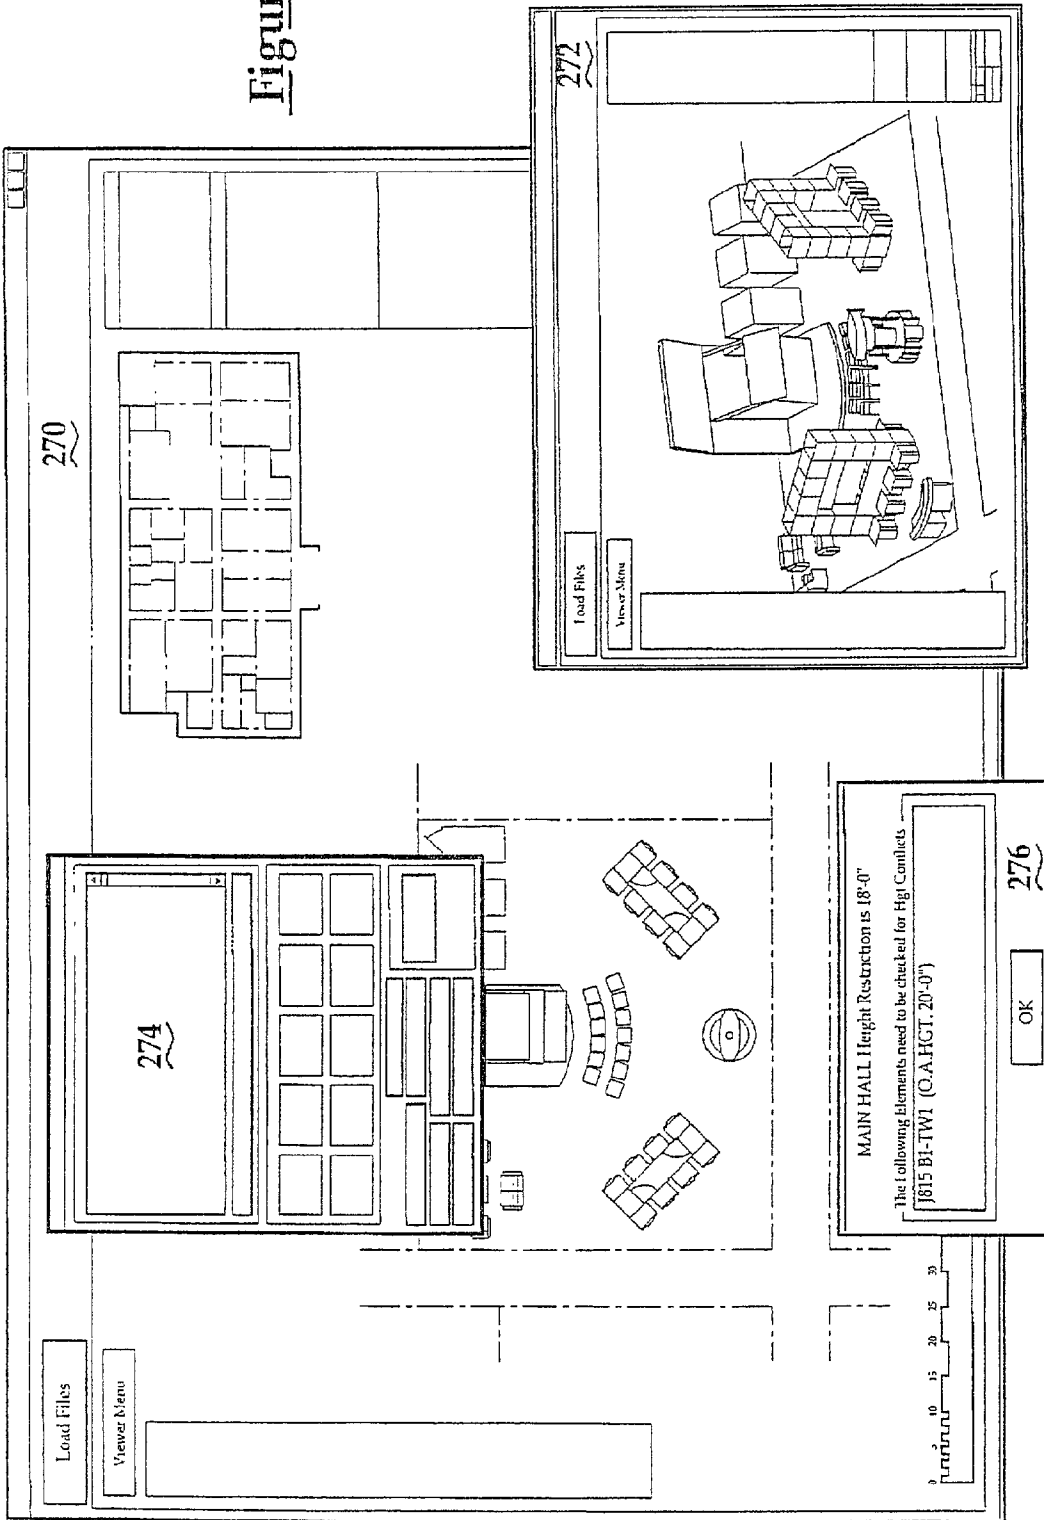 Figu
270
Load Files
Viewer Menu
274
272
Load Files
Viewer Menu
0 5 10 15 20 25 30
MAIN HALL Height Restriction is 18'-0"
The Following Elements need to be checked for Hgt Conflicts
J815 B1-TW1 (O.A.HGT. 20'-0")
OK
276